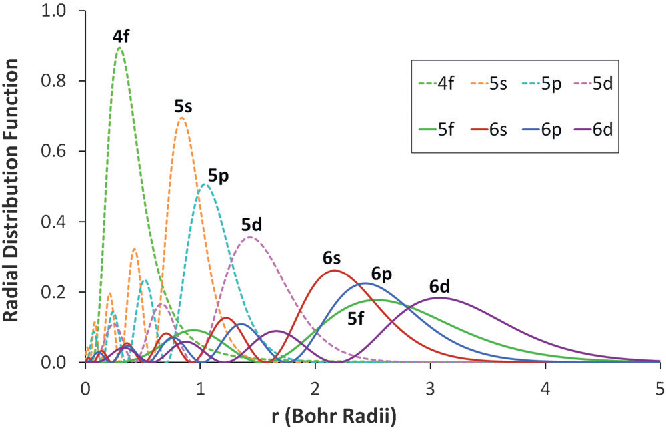 1.0
0.8
0.6
0.4
0.2
0.0
Radial Distribution Function
4f
5s
5p
5d
6s
6p
5f
6d
4f 5s 5p 5d
5f 6s 6p 6d
0 1 2 3 4 5
r (Bohr Radii)